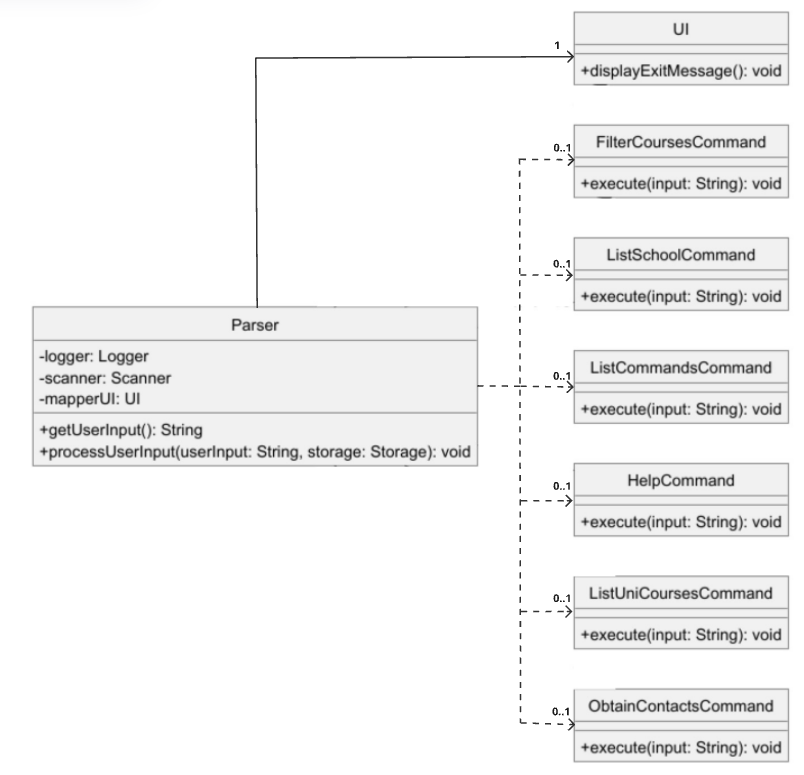 1
UI
+displayExitMessage(): void
0..1
FilterCoursesCommand
+execute(input: String): void
0..1
ListSchoolCommand
+execute(input: String): void
Parser
-logger: Logger
-scanner: Scanner
-mapperUI: UI
+getUserInput(): String
+processUserInput(userInput: String, storage: Storage): void
0..1
ListCommandsCommand
+execute(input: String): void
0..1
HelpCommand
+execute(input: String): void
0..1
ListUniCoursesCommand
+execute(input: String): void
0..1
ObtainContactsCommand
+execute(input: String): void